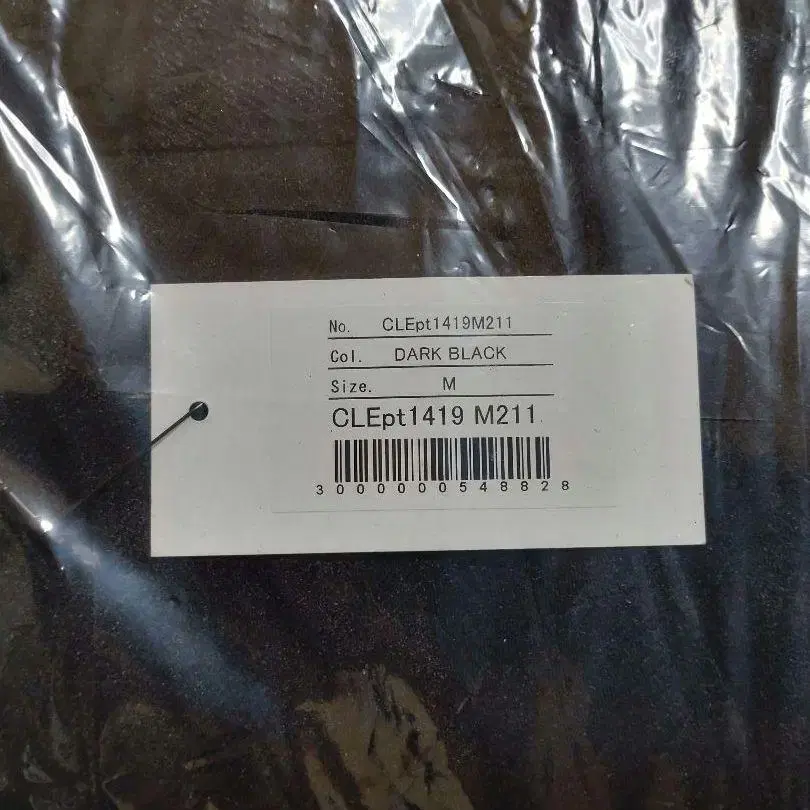 No. CLEpt1419M211
Col. DARK BLACK
Size. M
CLEpt1419 M211
3000000548828